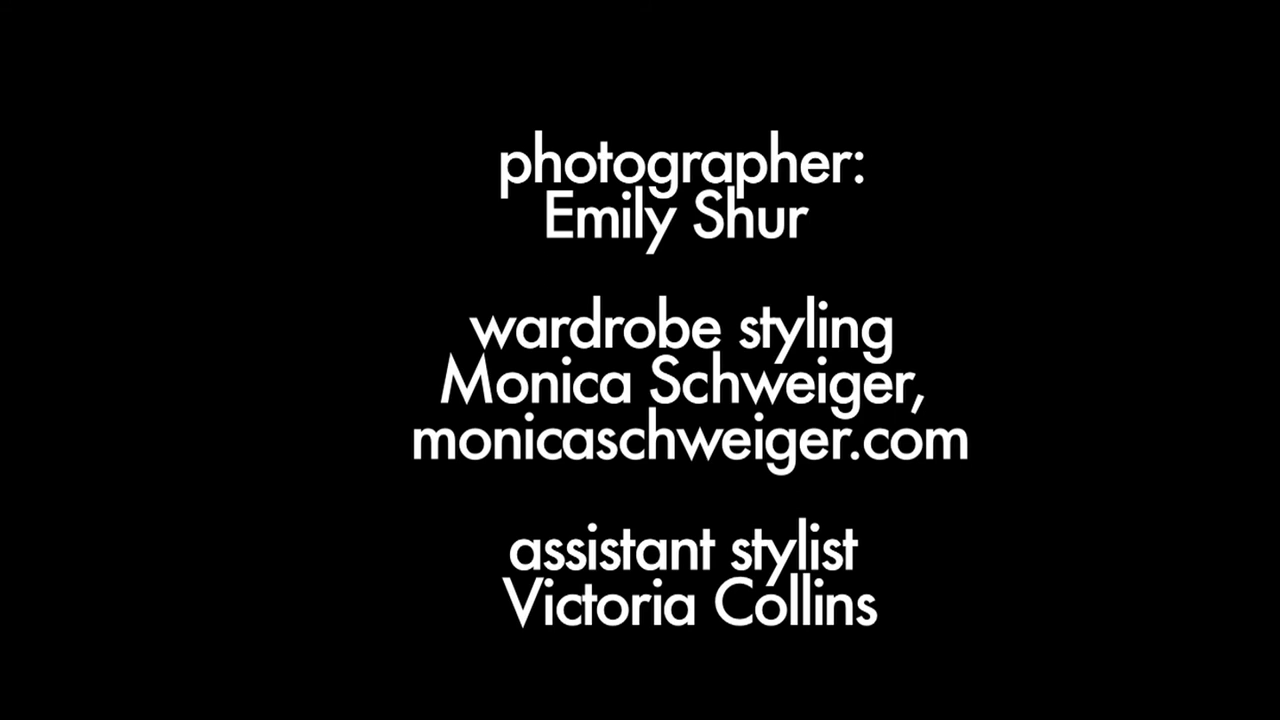 photographer:
Emily Shur
wardrobe styling
Monica Schweiger,
monicaschweiger.com
assistant stylist
Victoria Collins